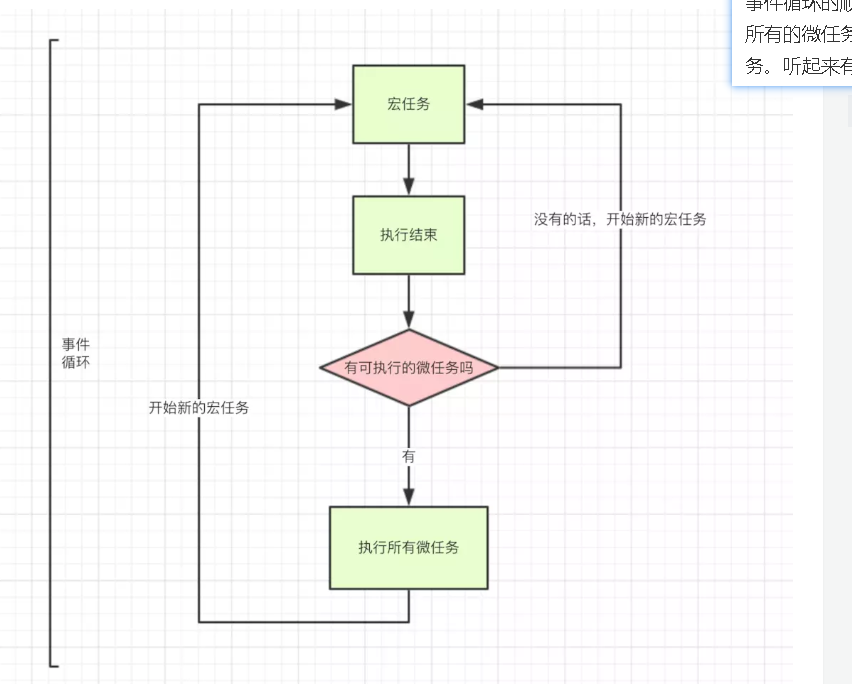 事件循环的
所有的微任务
务。听起来有
宏任务
执行结束
没有的话，开始新的宏任务
事件
循环
有可执行的微任务吗
开始新的宏任务
有
执行所有微任务